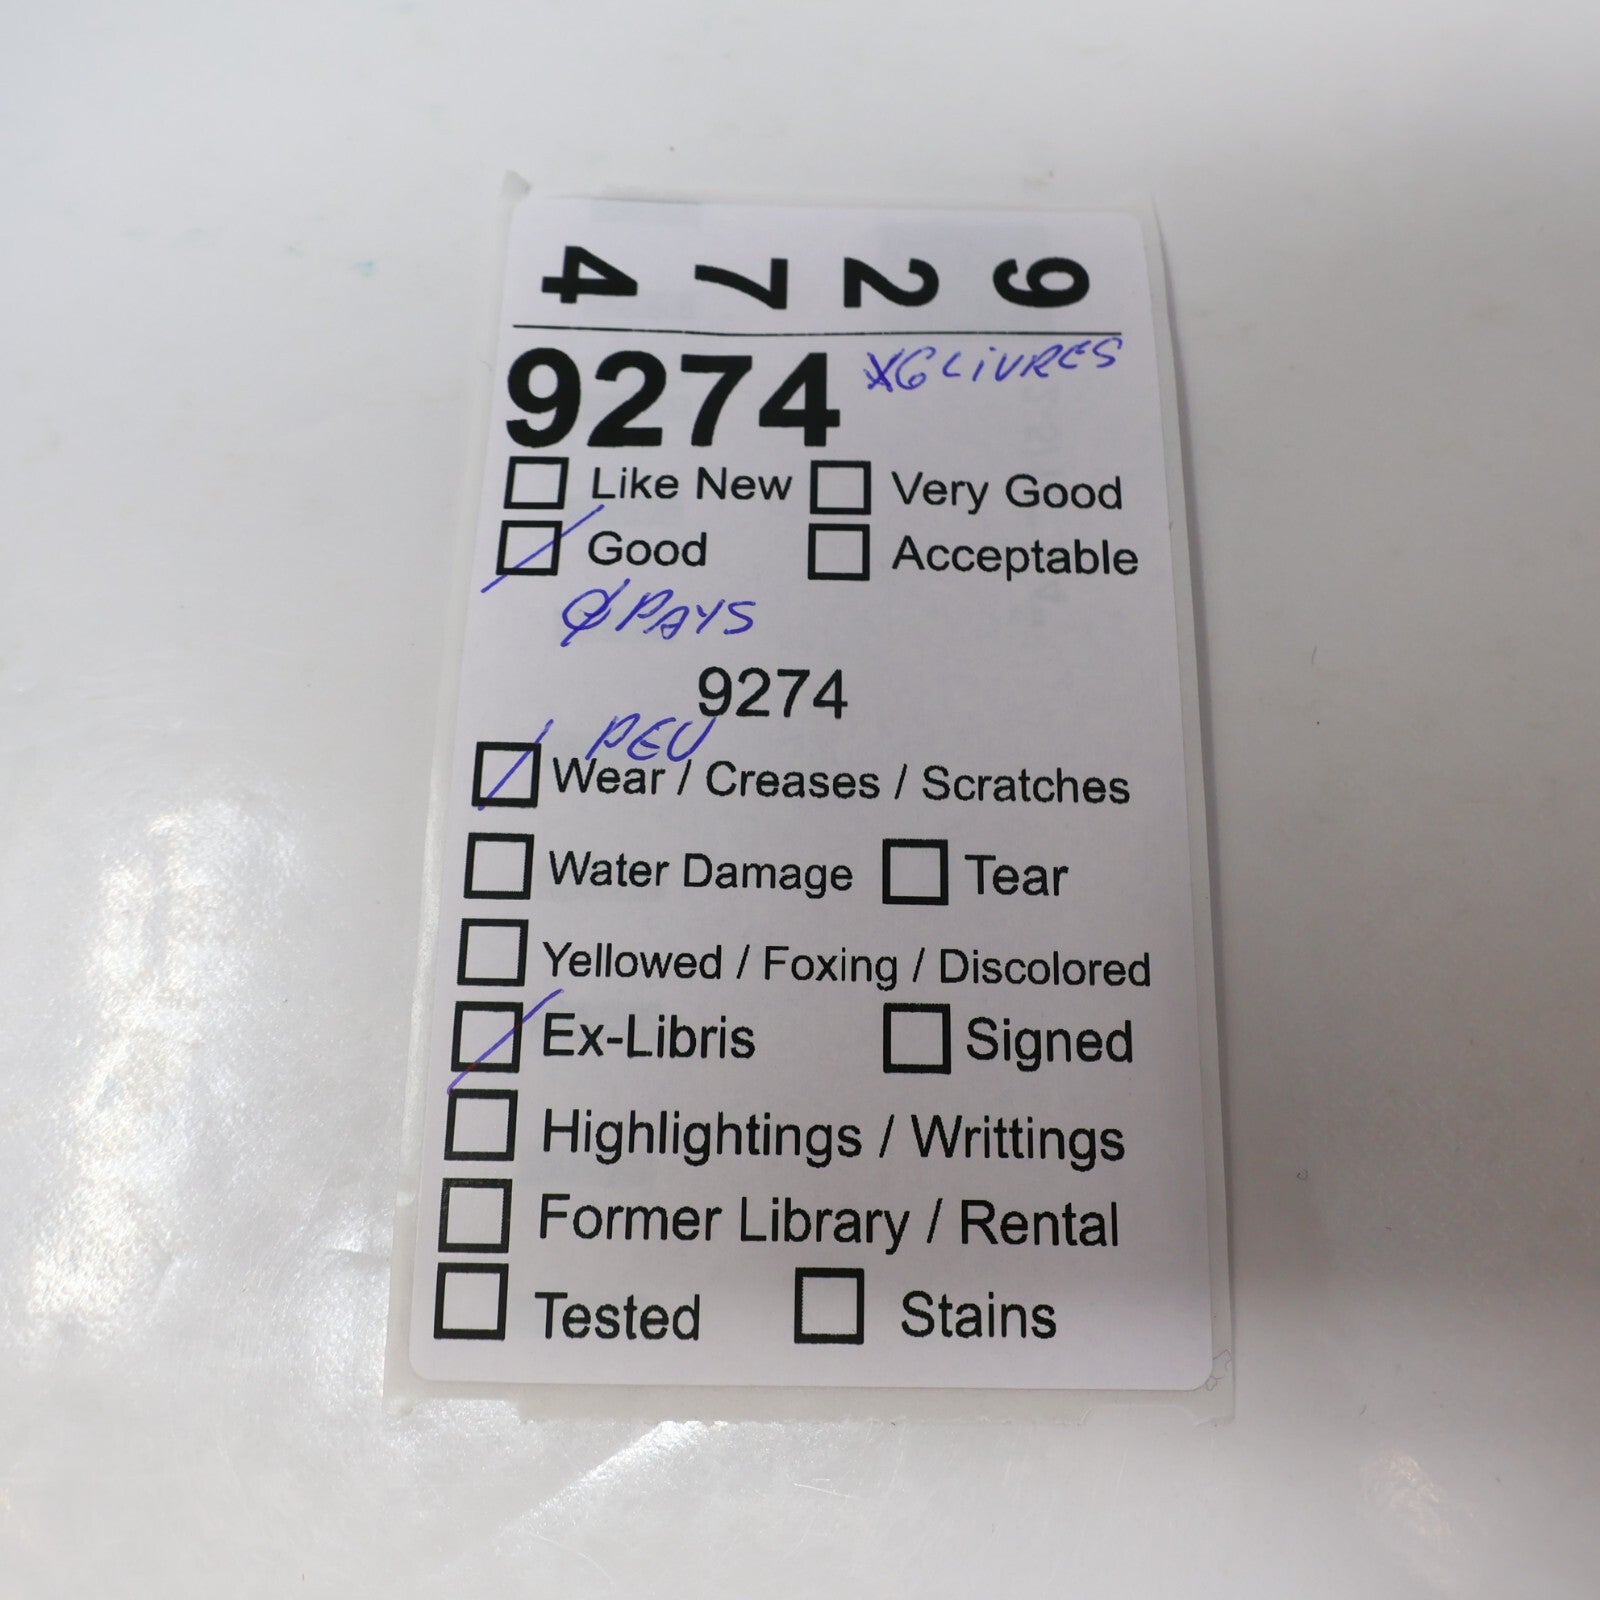 9 2 7 4
9274 X6 LIVRES
Like New Very Good
Good Acceptable
Ø PAYS
9274
PEU
Wear / Creases / Scratches
Water Damage Tear
Yellowed / Foxing / Discolored
Ex-Libris Signed
Highlightings / Writtings
Former Library / Rental
Tested Stains